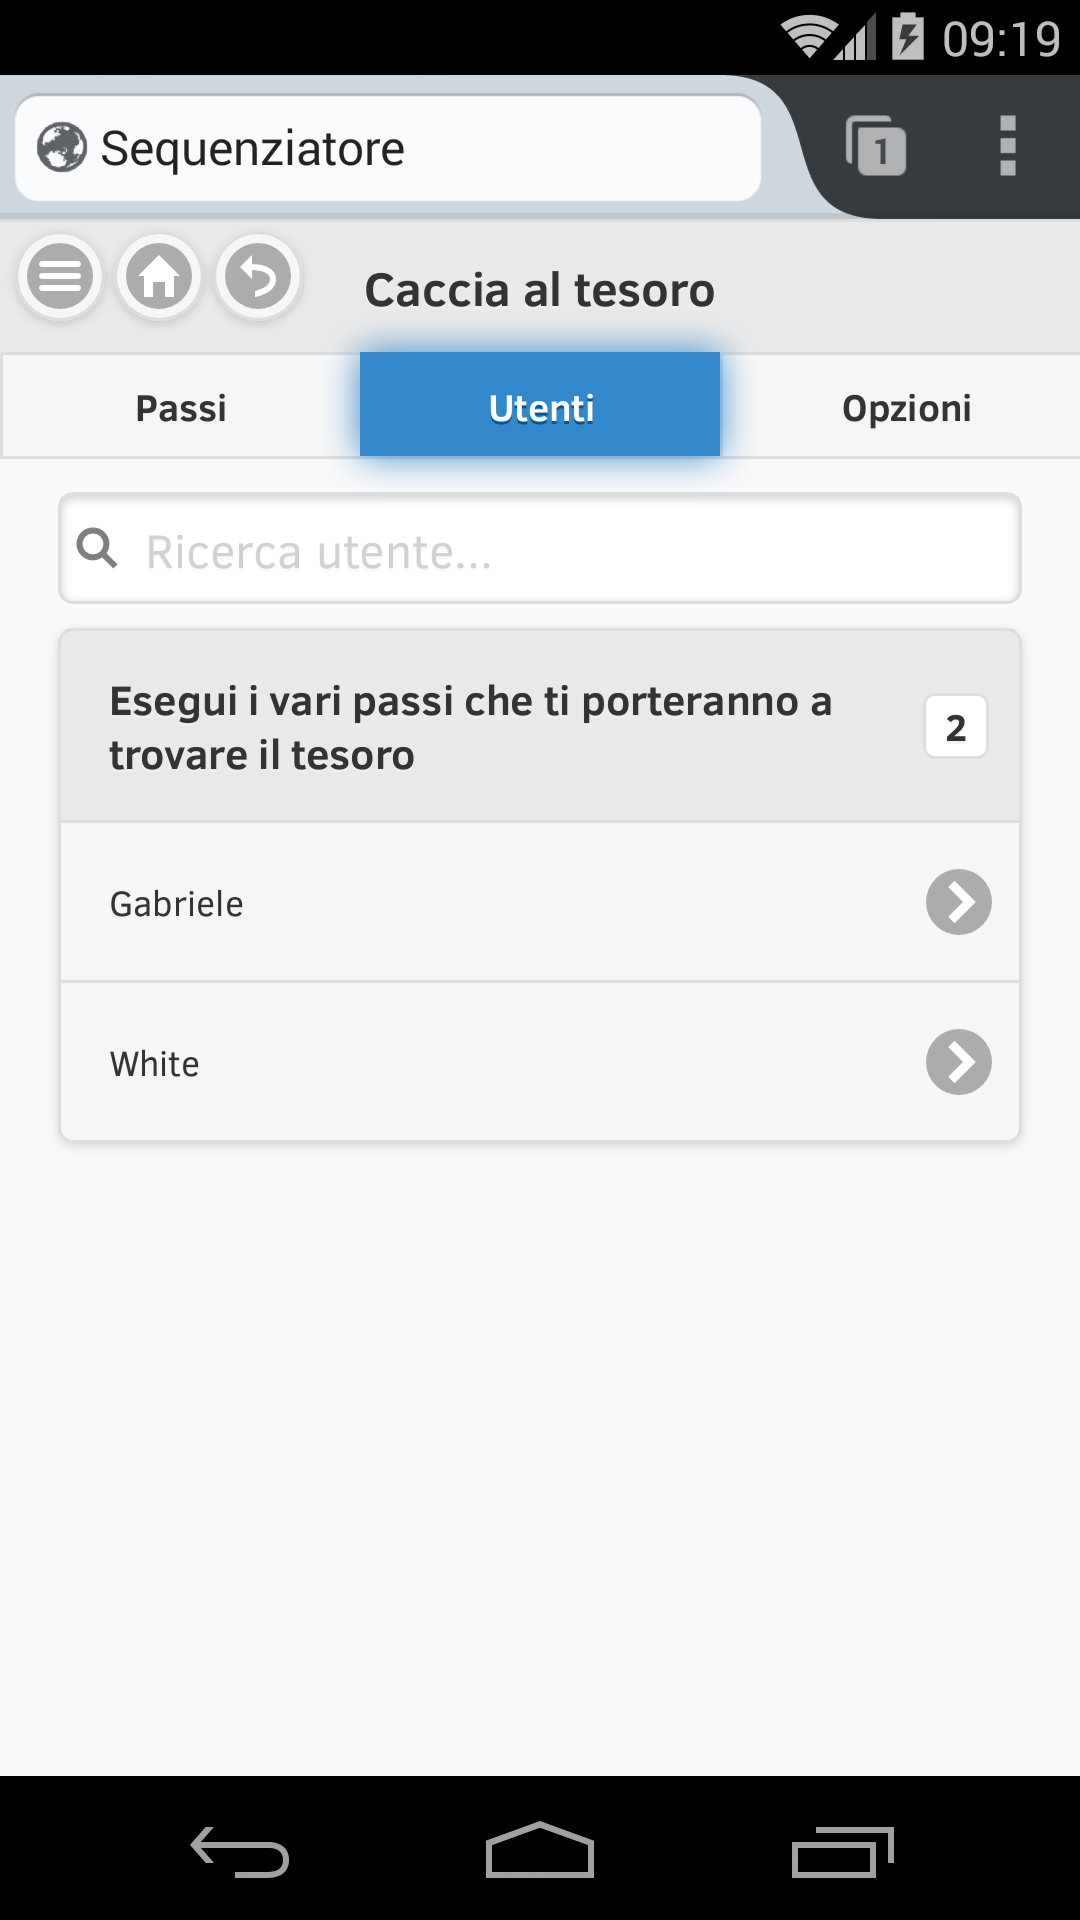 09:19
Sequenziatore
1
Caccia al tesoro
Passi
Utenti
Opzioni
Ricerca utente...
Esegui i vari passi che ti porteranno a
trovare il tesoro
2
Gabriele
White